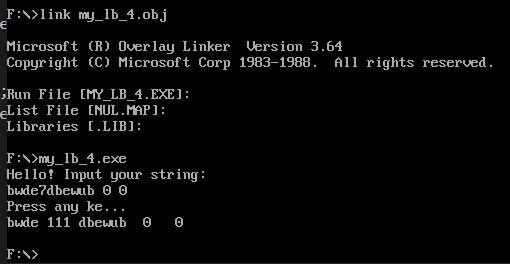 F:\>link my_lb_4.obj
Microsoft (R) Overlay Linker  Version 3.64
Copyright (C) Microsoft Corp 1983-1988.  All rights reserved.
Run File [MY_LB_4.EXE]:
List File [NUL.MAP]:
Libraries [.LIB]:
F:\>my_lb_4.exe
Hello! Input your string:
bwde7dbewub 0 0
Press any ke...
bwde 111 dbewub  0   0
F:\>